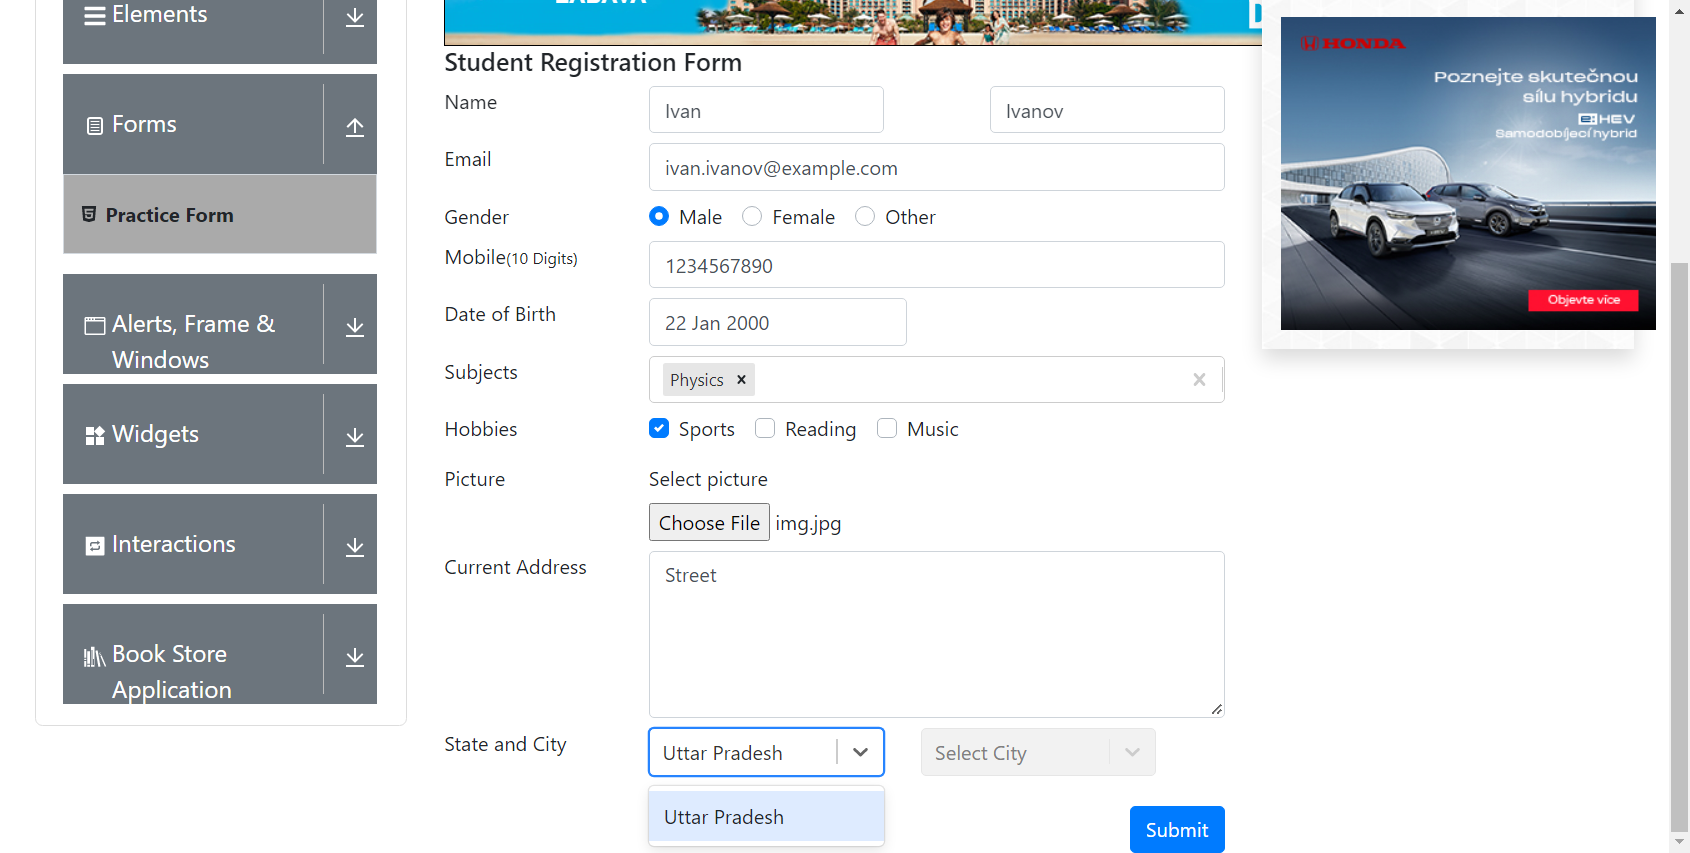 Elements
Forms
Practice Form
Alerts, Frame &
Windows
Widgets
Interactions
Book Store
Application
Student Registration Form
Name
Ivan
Ivanov
Email
ivan.ivanov@example.com
Gender
Male
Female
Other
Mobile(10 Digits)
1234567890
Date of Birth
22 Jan 2000
Subjects
Physics
Hobbies
Sports
Reading
Music
Picture
Select picture
Choose File img.jpg
Current Address
Street
State and City
Uttar Pradesh
Select City
Uttar Pradesh
Submit
HONDA
Poznejte skutečnou
sílu hybridu
e:HEV
Samodobíjecí hybrid
Objevte více